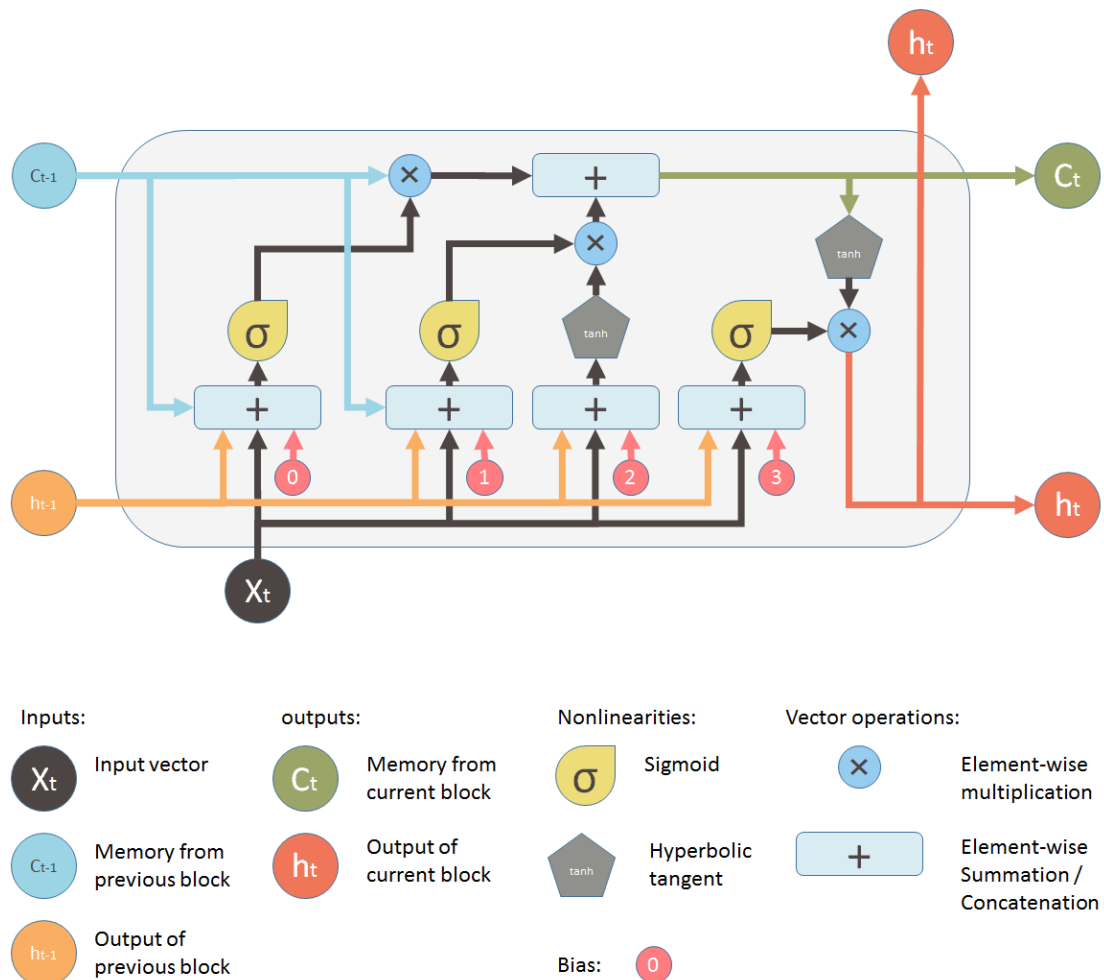 ht
Ct-1
×
+
Ct
×
tanh
σ
σ
tanh
σ
×
+
+
+
+
0
1
2
3
ht-1
ht
Xt
Inputs:
outputs:
Nonlinearities:
Vector operations:
Xt
Input vector
Ct
Memory from
current block
σ
Sigmoid
×
Element-wise
multiplication
Ct-1
Memory from
previous block
ht
Output of
current block
tanh
Hyperbolic
tangent
+
Element-wise
Summation /
Concatenation
ht-1
Output of
previous block
Bias:
0